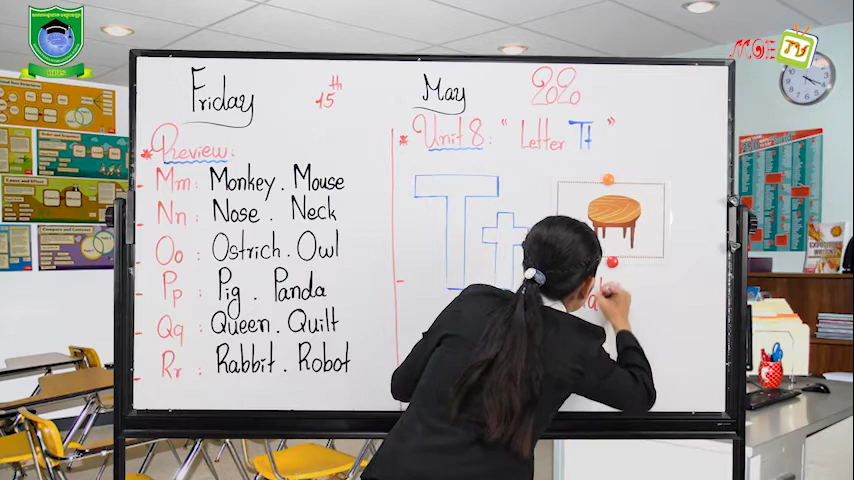 MOE TV
Friday 15th May 2020
* Preview:
- Mm : Monkey . Mouse
- Nn : Nose . Neck
- Oo : Ostrich . Owl
- Pp : Pig . Panda
- Qq : Queen . Quilt
- Rr : Rabbit . Robot
* Unit 8 : " Letter Tt "
Tt